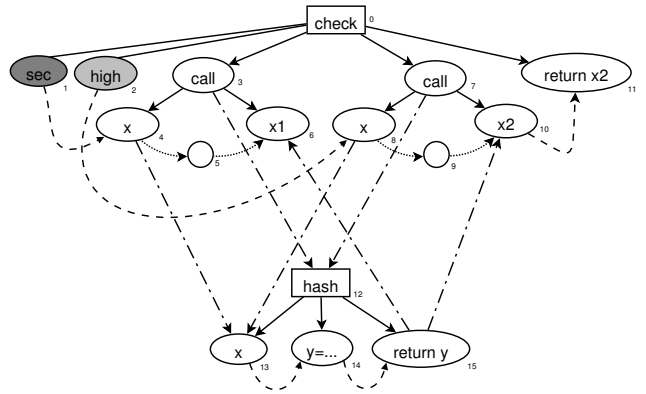 check 0
sec 1
high 2
call 3
call 7
return x2 11
x 4
5
x1 6
x 8
9
x2 10
hash 12
x 13
y=... 14
return y 15